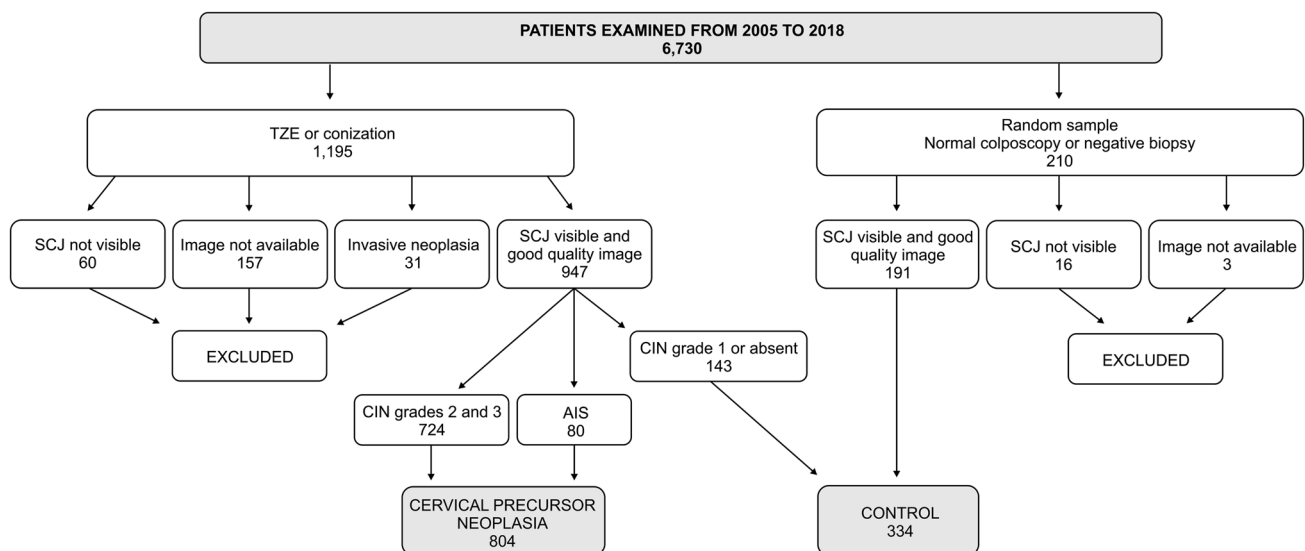 PATIENTS EXAMINED FROM 2005 TO 2018
6,730
TZE or conization
1,195
Random sample
Normal colposcopy or negative biopsy
210
SCJ not visible
60
Image not available
157
Invasive neoplasia
31
SCJ visible and
good quality image
947
SCJ visible and good
quality image
191
SCJ not visible
16
Image not available
3
EXCLUDED
CIN grade 1 or absent
143
EXCLUDED
CIN grades 2 and 3
724
AIS
80
CERVICAL PRECURSOR
NEOPLASIA
804
CONTROL
334